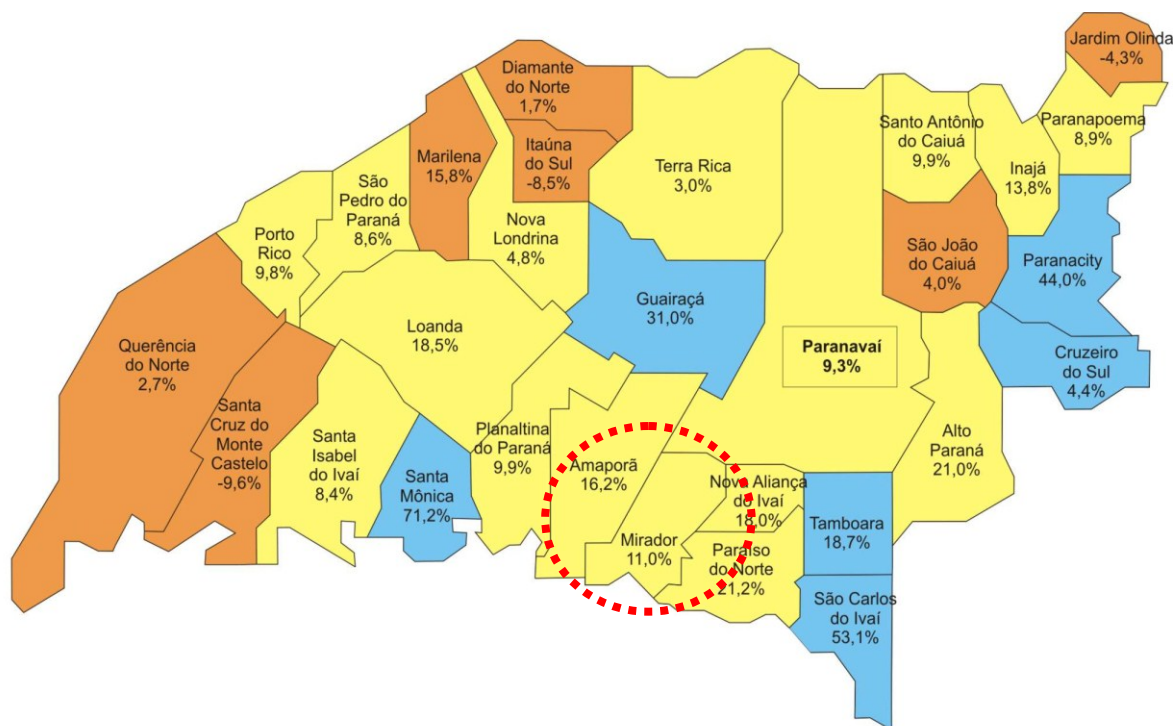 Jardim Olinda
-4,3%
Diamante
do Norte
1,7%
Paranapoema
8,9%
Santo Antônio
do Caiuá
9,9%
Itaúna
do Sul
-8,5%
Marilena
15,8%
Terra Rica
3,0%
Inajá
13,8%
São
Pedro do
Paraná
8,6%
Nova
Londrina
4,8%
Porto
Rico
9,8%
São João
do Caiuá
4,0%
Paranacity
44,0%
Guairaçá
31,0%
Loanda
18,5%
Querência
do Norte
2,7%
Paranavaí
9,3%
Cruzeiro
do Sul
4,4%
Santa
Cruz do
Monte
Castelo
-9,6%
Santa
Isabel
do Ivaí
8,4%
Santa
Mônica
71,2%
Planaltina
do Paraná
9,9%
Amaporã
16,2%
Nova Aliança
do Ivaí
18,0%
Alto
Paraná
21,0%
Tamboara
18,7%
Mirador
11,0%
Paraíso
do Norte
21,2%
São Carlos
do Ivaí
53,1%